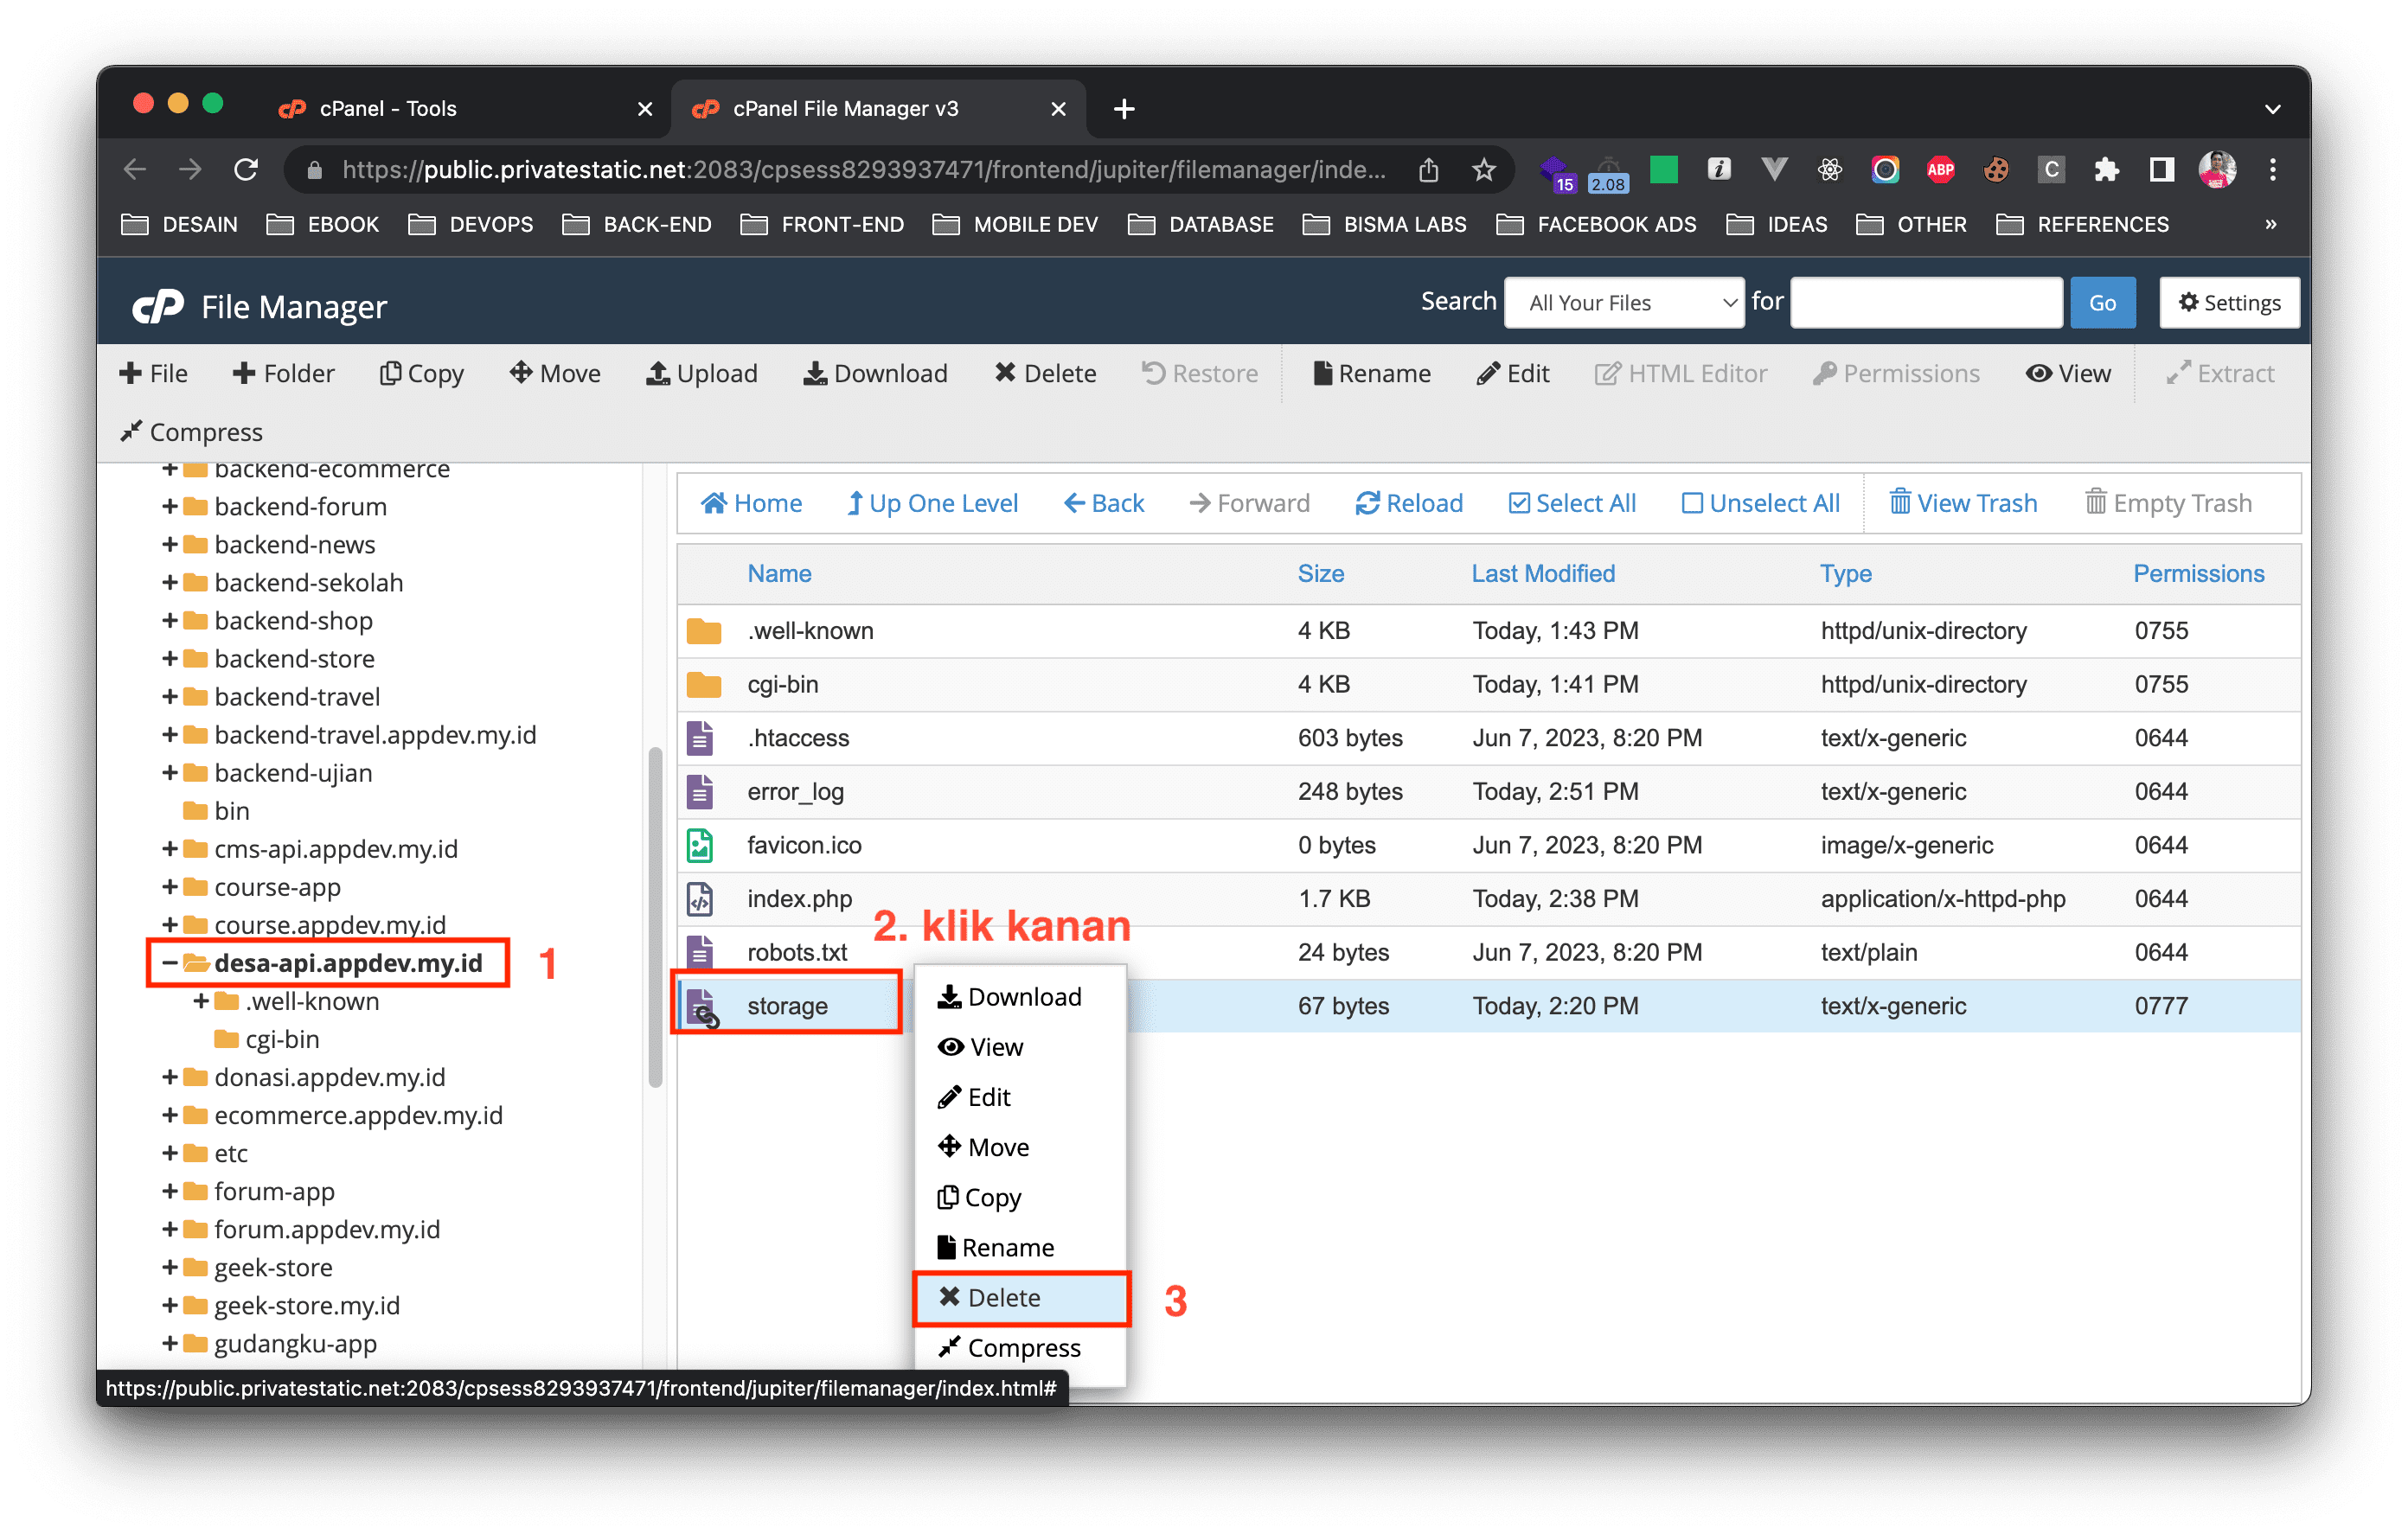 cPanel - Tools
cPanel File Manager v3
https://public.privatestatic.net:2083/cpsess8293937471/frontend/jupiter/filemanager/inde...
15
2.08
ABP
C
DESAIN EBOOK DEVOPS BACK-END FRONT-END MOBILE DEV DATABASE BISMA LABS FACEBOOK ADS IDEAS OTHER REFERENCES »
cP File Manager
Search All Your Files for Go Settings
File Folder Copy Move Upload Download Delete Restore Rename Edit HTML Editor Permissions View Extract
Compress
backend-ecommerce
backend-forum
backend-news
backend-sekolah
backend-shop
backend-store
backend-travel
backend-travel.appdev.my.id
backend-ujian
bin
cms-api.appdev.my.id
course-app
course.appdev.my.id
desa-api.appdev.my.id 1
.well-known
cgi-bin
donasi.appdev.my.id
ecommerce.appdev.my.id
etc
forum-app
forum.appdev.my.id
geek-store
geek-store.my.id
gudangku-app
Home Up One Level Back Forward Reload Select All Unselect All View Trash Empty Trash
Name Size Last Modified Type Permissions
.well-known 4 KB Today, 1:43 PM httpd/unix-directory 0755
cgi-bin 4 KB Today, 1:41 PM httpd/unix-directory 0755
.htaccess 603 bytes Jun 7, 2023, 8:20 PM text/x-generic 0644
error_log 248 bytes Today, 2:51 PM text/x-generic 0644
favicon.ico 0 bytes Jun 7, 2023, 8:20 PM image/x-generic 0644
index.php 1.7 KB Today, 2:38 PM application/x-httpd-php 0644
2. klik kanan
robots.txt 24 bytes Jun 7, 2023, 8:20 PM text/plain 0644
storage 67 bytes Today, 2:20 PM text/x-generic 0777
Download
View
Edit
Move
Copy
Rename
Delete 3
Compress
https://public.privatestatic.net:2083/cpsess8293937471/frontend/jupiter/filemanager/index.html#